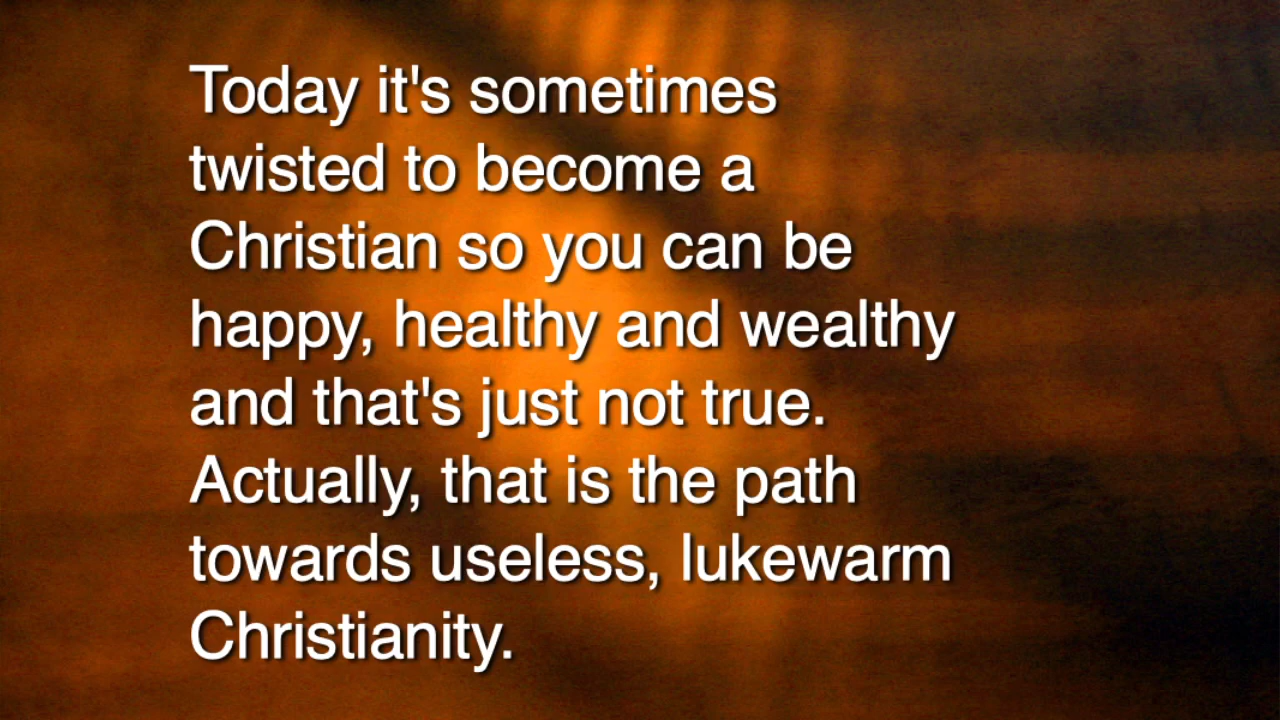 Today it's sometimes
twisted to become a
Christian so you can be
happy, healthy and wealthy
and that's just not true.
Actually, that is the path
towards useless, lukewarm
Christianity.